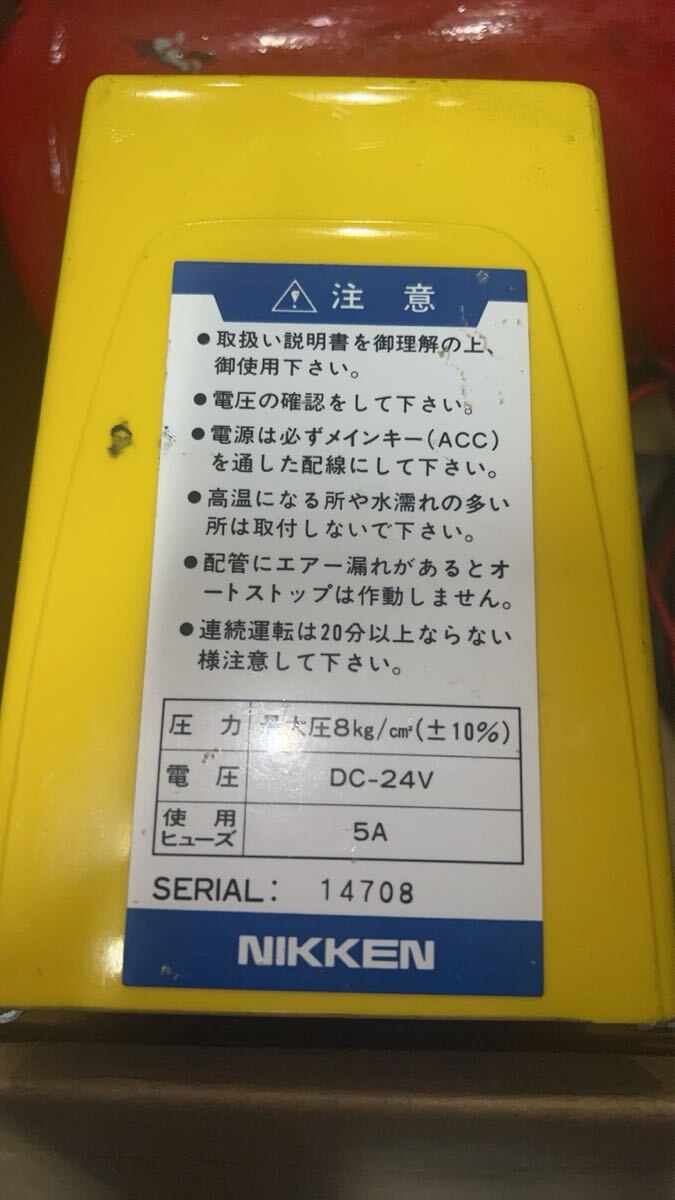 注 意
●取扱い説明書を御理解の上、
御使用下さい。
●電圧の確認をして下さい。
●電源は必ずメインキー(ACC)
を通した配線にして下さい。
●高温になる所や水濡れの多い
所は取付しないで下さい。
●配管にエアー漏れがあるとオ
ートストップは作動しません。
●連続運転は20分以上ならない
様注意して下さい。
圧 力 最大圧8kg/cm²(±10%)
電 圧 DC-24V
使 用
ヒューズ 5A
SERIAL: 14708
NIKKEN